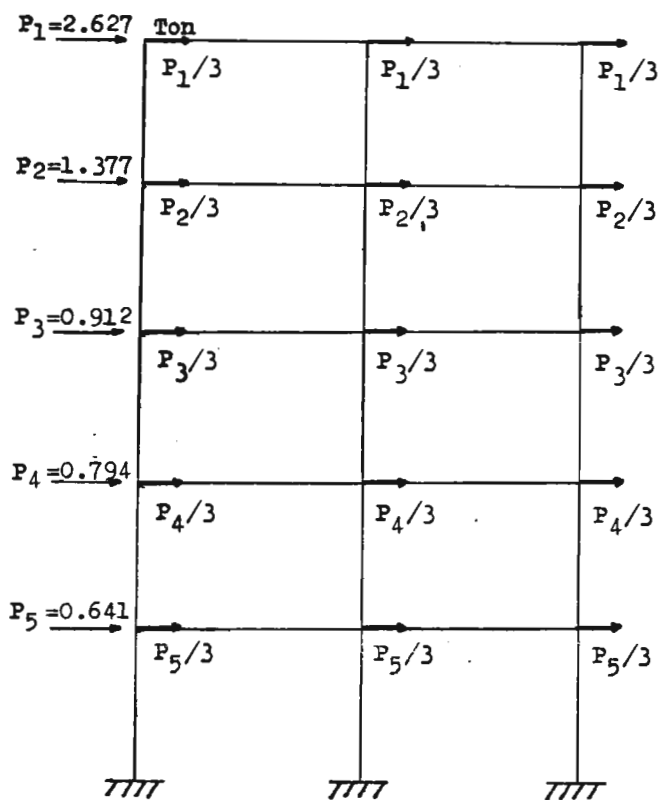 P1=2.627 Ton
P1/3 P1/3 P1/3
P2=1.377
P2/3 P2/3 P2/3
P3=0.912
P3/3 P3/3 P3/3
P4=0.794
P4/3 P4/3 P4/3
P5=0.641
P5/3 P5/3 P5/3